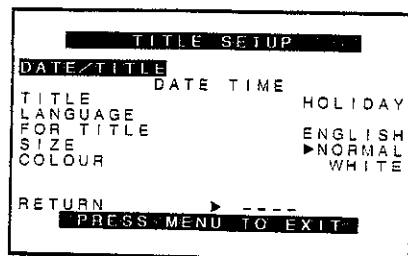 TITLE SETUP
DATE/TITLE
DATE TIME
TITLE HOLIDAY
LANGUAGE
FOR TITLE ENGLISH
SIZE ▶NORMAL
COLOUR WHITE
RETURN ▶ ----
PRESS MENU TO EXIT